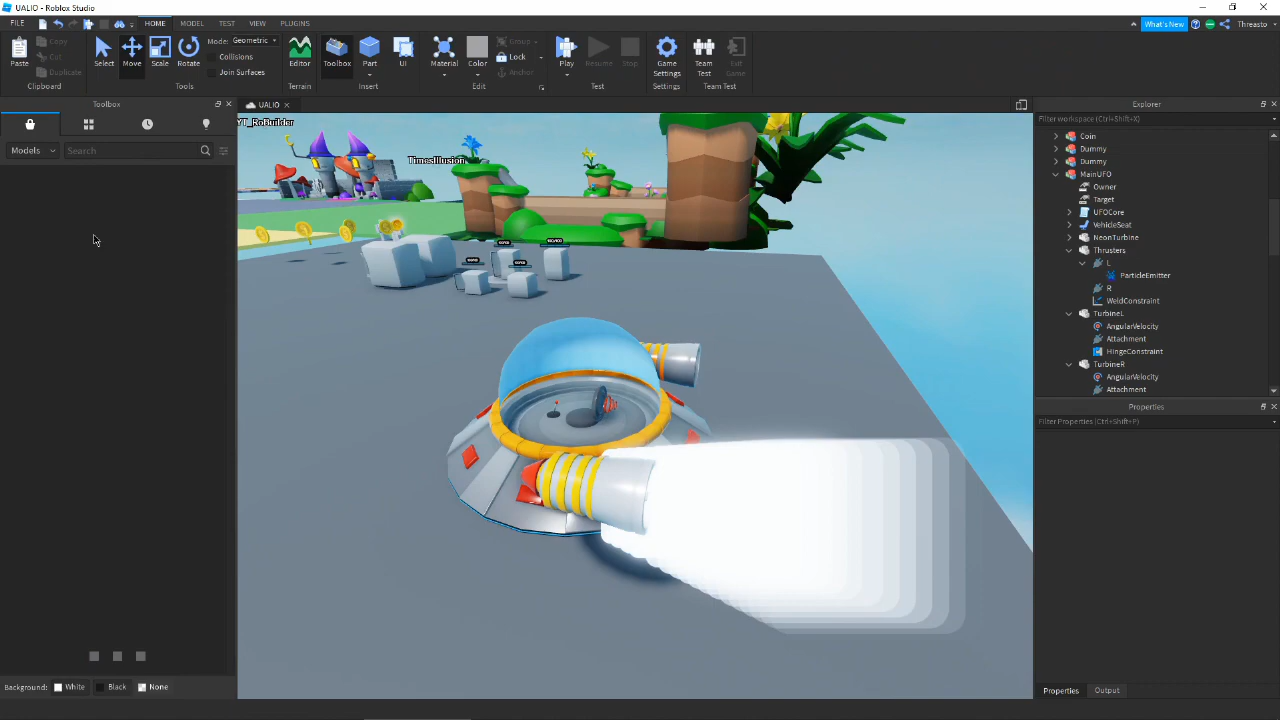 UALIO - Roblox Studio
FILE
HOME
MODEL
TEST
VIEW
PLUGINS
What's New
Threasto
Paste
Copy
Cut
Duplicate
Clipboard
Select
Move
Scale
Rotate
Mode: Geometric
Collisions
Join Surfaces
Tools
Editor
Terrain
Toolbox
Part
UI
Insert
Material
Color
Group
Lock
Anchor
Edit
Play
Resume
Stop
Test
Game Settings
Settings
Team Test
Exit Game
Team Test
Toolbox
Models
Search
Background:
White
Black
None
UALIO
YT_RoBuilder
TimesIllusion
Explorer
Filter workspace (Ctrl+Shift+X)
Coin
Dummy
Dummy
MainUFO
Owner
Target
UFOCore
VehicleSeat
NeonTurbine
Thrusters
L
ParticleEmitter
R
WeldConstraint
TurbineL
AngularVelocity
Attachment
HingeConstraint
TurbineR
AngularVelocity
Attachment
Properties
Filter Properties (Ctrl+Shift+P)
Properties
Output